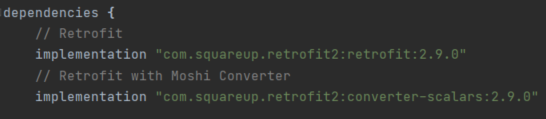 dependencies {
// Retrofit
implementation "com.squareup.retrofit2:retrofit:2.9.0"
// Retrofit with Moshi Converter
implementation "com.squareup.retrofit2:converter-scalars:2.9.0"